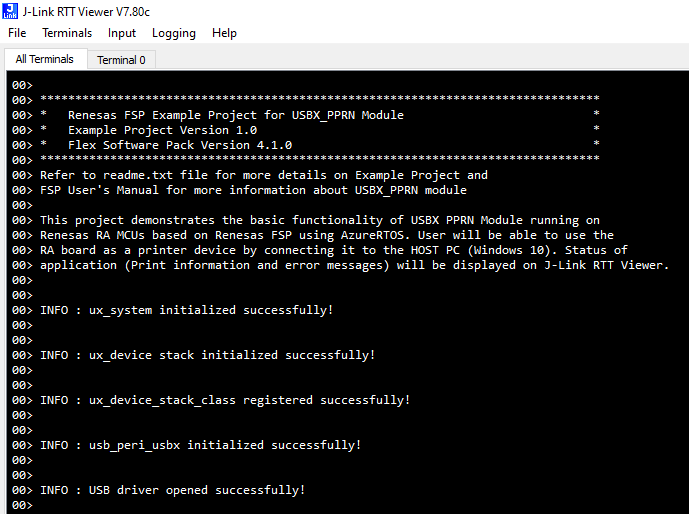 J-Link RTT Viewer V7.80c
File Terminals Input Logging Help
All Terminals Terminal 0
00>
00> ********************************************************************************
00> *   Renesas FSP Example Project for USBX_PPRN Module                           *
00> *   Example Project Version 1.0                                                *
00> *   Flex Software Pack Version 4.1.0                                           *
00> ********************************************************************************
00> Refer to readme.txt file for more details on Example Project and
00> FSP User's Manual for more information about USBX_PPRN module
00>
00> This project demonstrates the basic functionality of USBX PPRN Module running on
00> Renesas RA MCUs based on Renesas FSP using AzureRTOS. User will be able to use the
00> RA board as a printer device by connecting it to the HOST PC (Windows 10). Status of
00> application (Print information and error messages) will be displayed on J-Link RTT Viewer.
00>
00>
00> INFO : ux_system initialized successfully!
00>
00>
00> INFO : ux_device stack initialized successfully!
00>
00>
00> INFO : ux_device_stack_class registered successfully!
00>
00>
00> INFO : usb_peri_usbx initialized successfully!
00>
00>
00> INFO : USB driver opened successfully!
00>